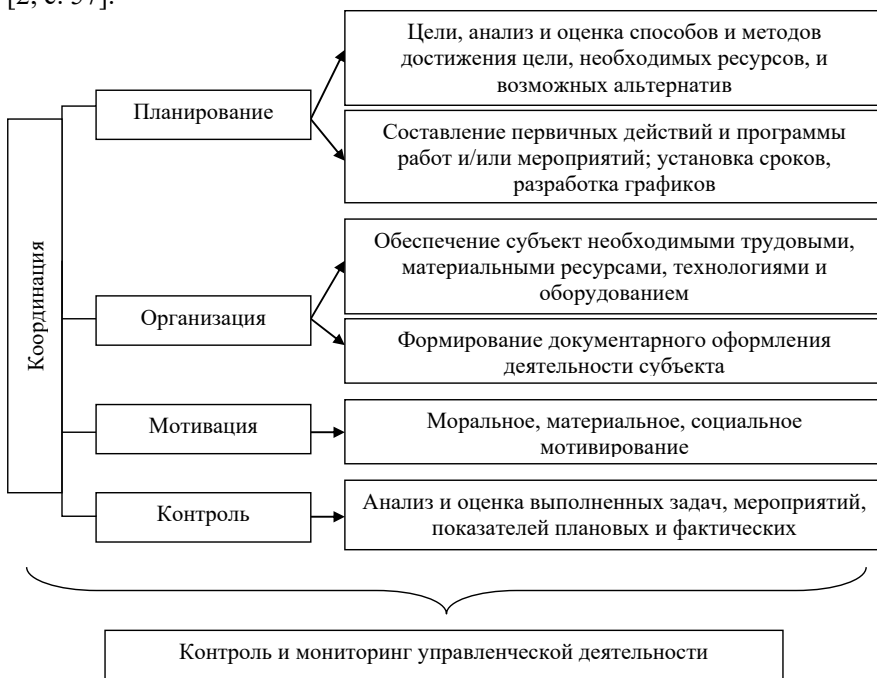 [2, с. 57].
Цели, анализ и оценка способов и методов
достижения цели, необходимых ресурсов, и
возможных альтернатив
Планирование
Составление первичных действий и программы
работ и/или мероприятий; установка сроков,
разработка графиков
Координация
Обеспечение субъект необходимыми трудовыми,
материальными ресурсами, технологиями и
оборудованием
Организация
Формирование документарного оформления
деятельности субъекта
Мотивация
Моральное, материальное, социальное
мотивирование
Контроль
Анализ и оценка выполненных задач, мероприятий,
показателей плановых и фактических
Контроль и мониторинг управленческой деятельности